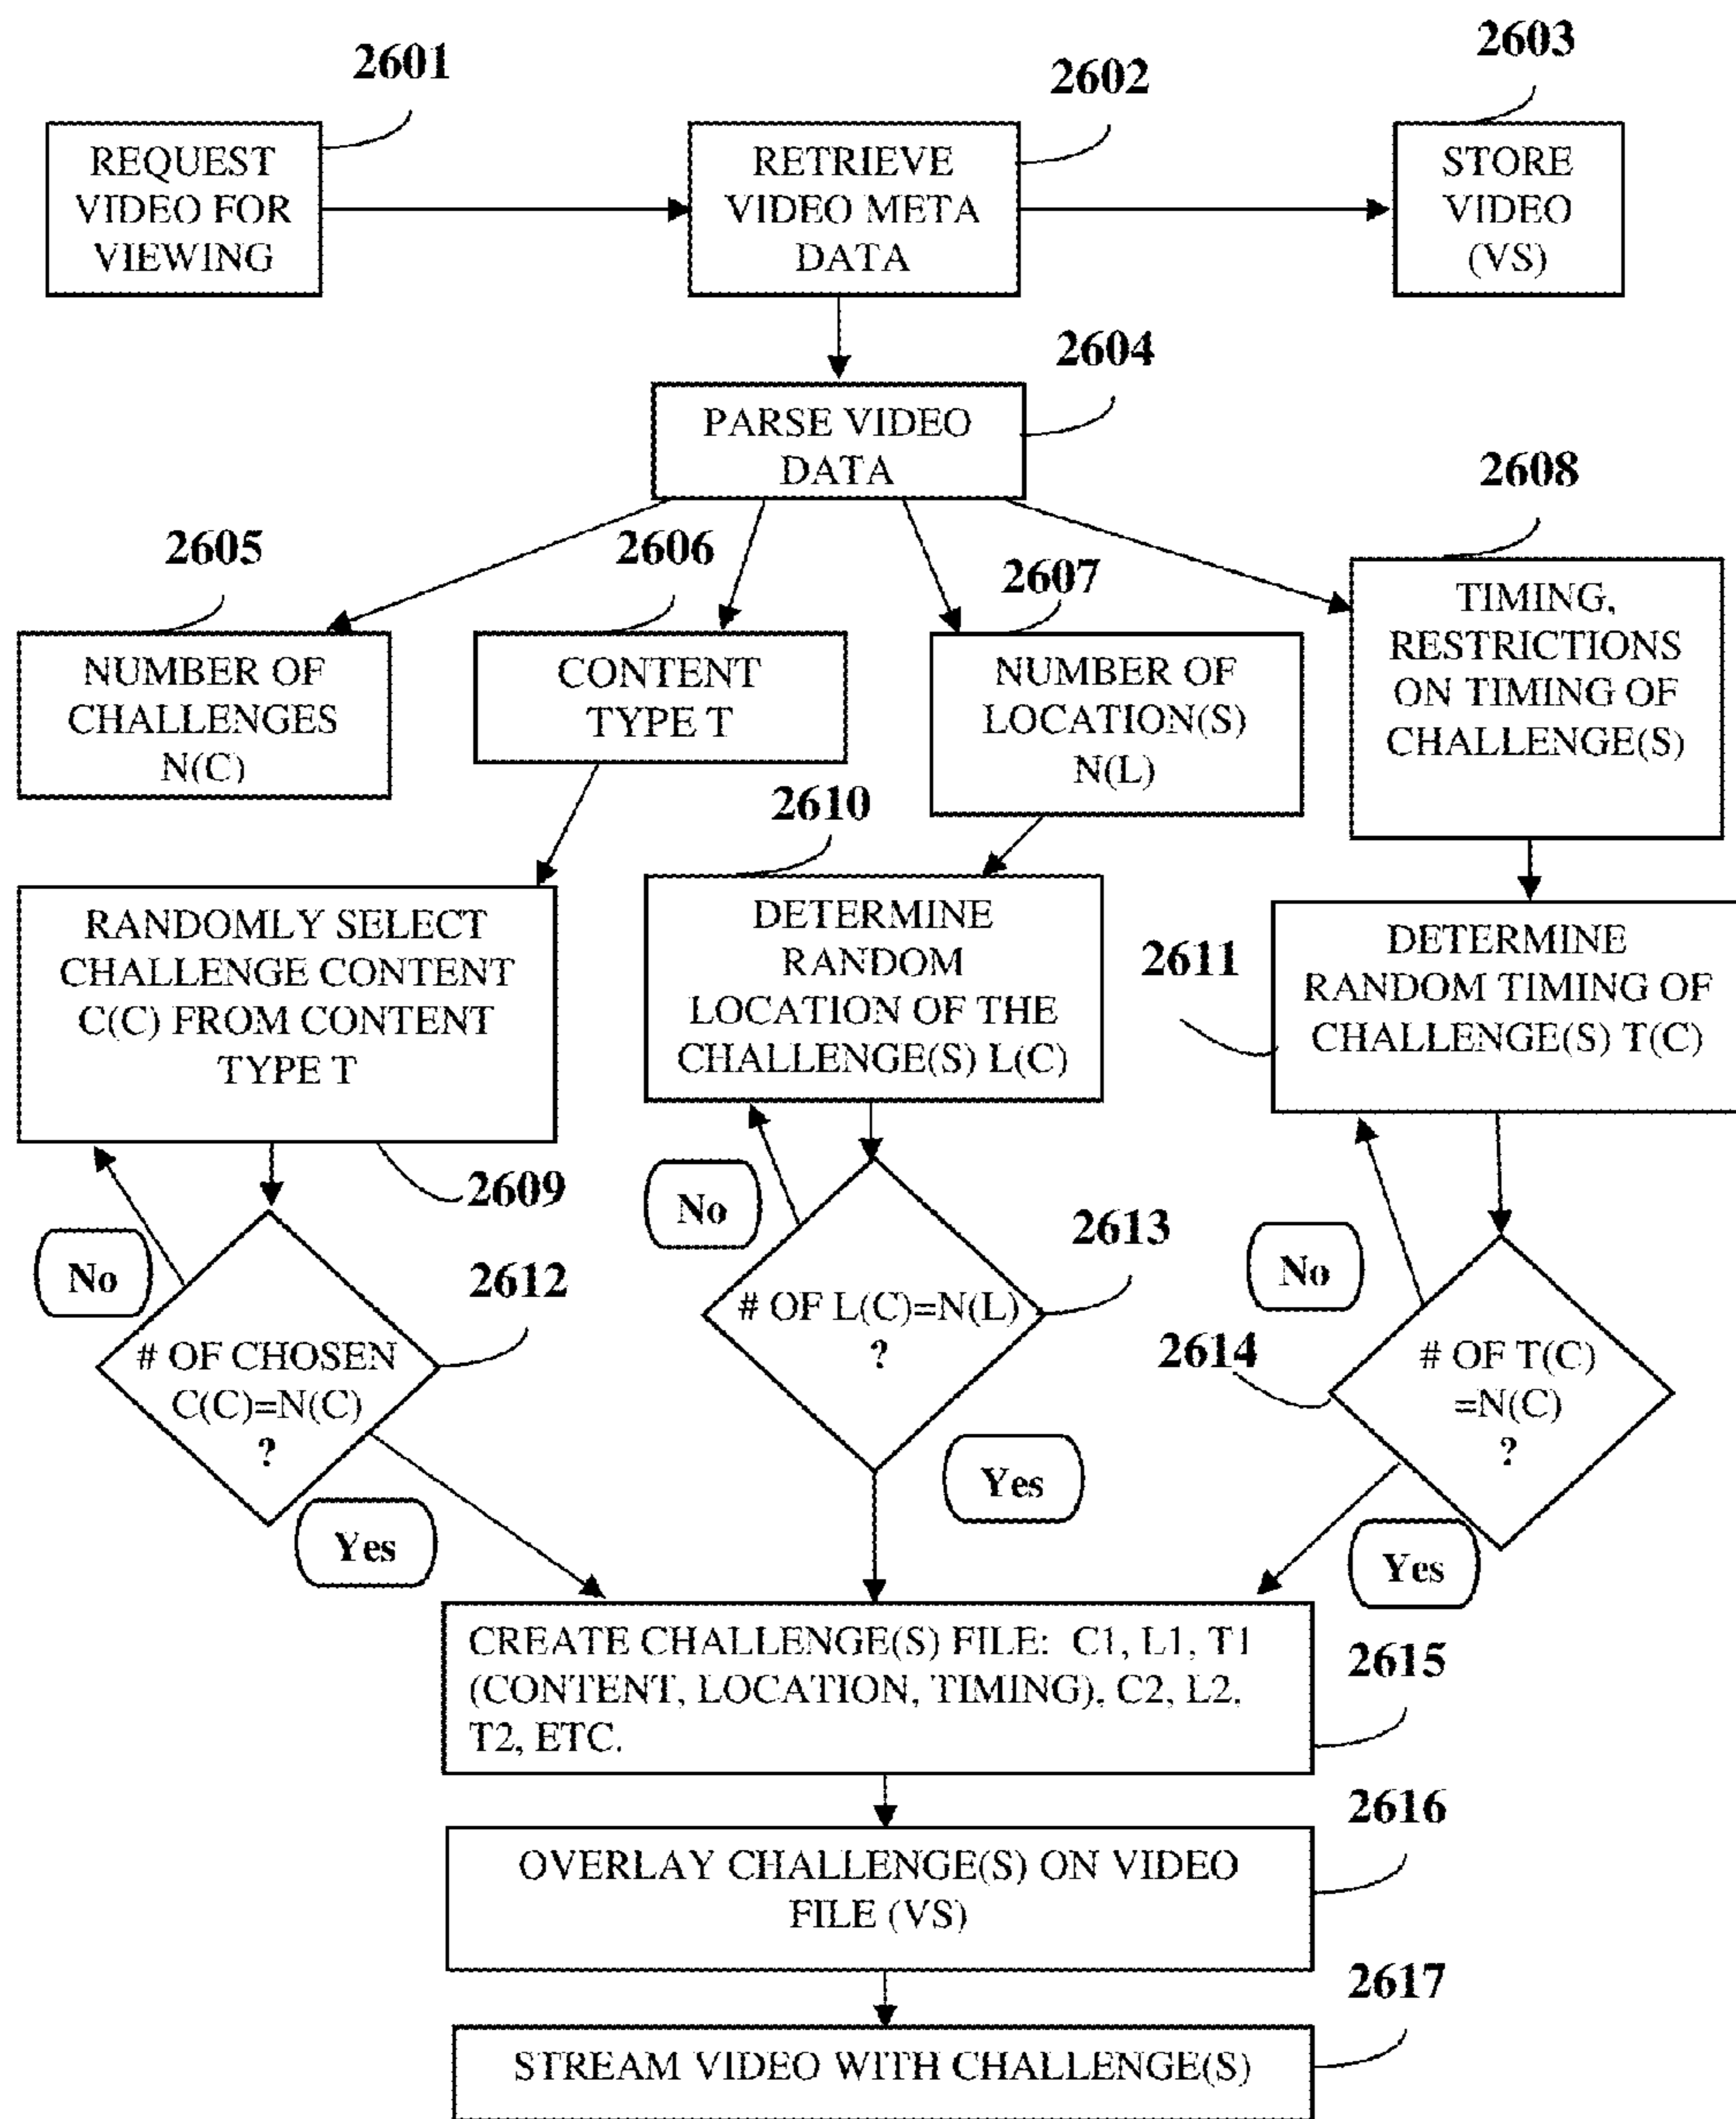 2601
REQUEST
VIDEO FOR
VIEWING
2602
RETRIEVE
VIDEO META
DATA
2603
STORE
VIDEO
(VS)
2604
PARSE VIDEO
DATA
2605
NUMBER OF
CHALLENGES
N(C)
2606
CONTENT
TYPE T
2607
NUMBER OF
LOCATION(S)
N(L)
2608
TIMING,
RESTRICTIONS
ON TIMING OF
CHALLENGE(S)
RANDOMLY SELECT
CHALLENGE CONTENT
C(C) FROM CONTENT
TYPE T
2609
2610
DETERMINE
RANDOM
LOCATION OF THE
CHALLENGE(S) L(C)
2611
DETERMINE
RANDOM TIMING OF
CHALLENGE(S) T(C)
No
2612
# OF CHOSEN
C(C)=N(C)
?
Yes
No
2613
# OF L(C)=N(L)
?
Yes
No
2614
# OF T(C)
=N(C)
?
Yes
CREATE CHALLENGE(S) FILE: C1, L1, T1
(CONTENT, LOCATION, TIMING), C2, L2,
T2, ETC.
2615
2616
OVERLAY CHALLENGE(S) ON VIDEO
FILE (VS)
2617
STREAM VIDEO WITH CHALLENGE(S)